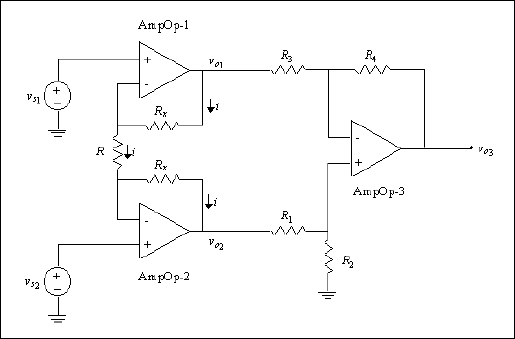 AmpOp-1
+
-
vo1
R3
R4
vs1
+
−
Rx
i
R
i
-
+
vo3
Rx
i
AmpOp-3
R1
-
+
vo2
R2
vs2
+
−
AmpOp-2